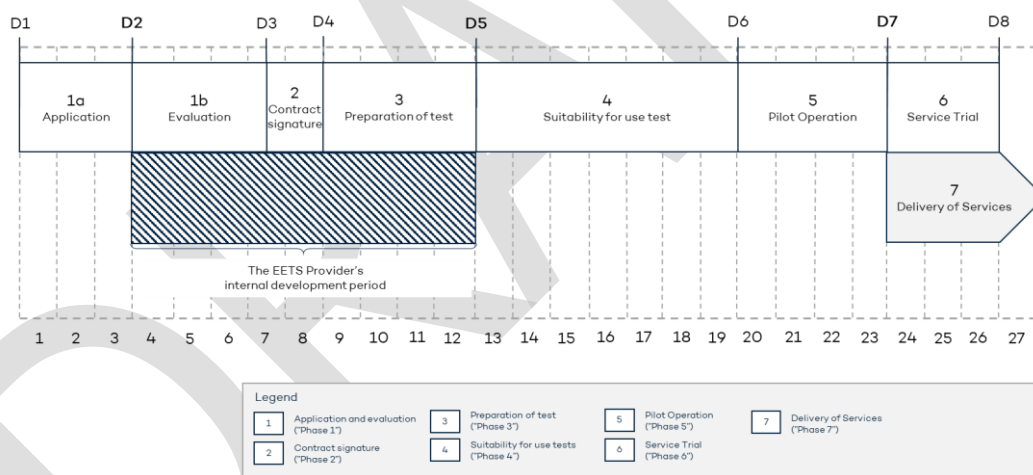 D1 D2 D3 D4 D5 D6 D7 D8
1a
Application
1b
Evaluation
2
Contract
signature
3
Preparation of test
4
Suitability for use test
5
Pilot Operation
6
Service Trial
7
Delivery of Services
The EETS Provider's
internal development period
1 2 3 4 5 6 7 8 9 10 11 12 13 14 15 16 17 18 19 20 21 22 23 24 25 26 27
Legend
1 Application and evaluation
("Phase 1")
2 Contract signature
("Phase 2")
3 Preparation of test
("Phase 3")
4 Suitability for use tests
("Phase 4")
5 Pilot Operation
("Phase 5")
6 Service Trial
("Phase 6")
7 Delivery of Services
("Phase 7")